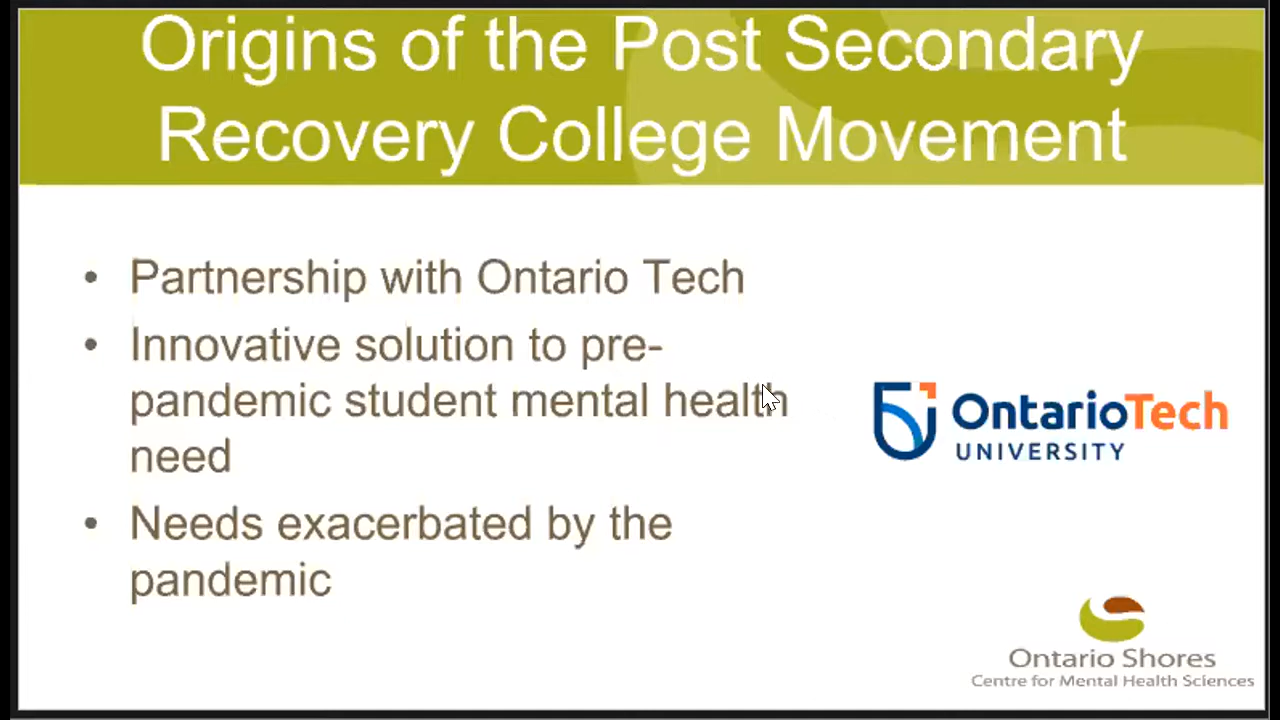 Origins of the Post Secondary
Recovery College Movement
• Partnership with Ontario Tech
• Innovative solution to pre-
pandemic student mental health
need
• Needs exacerbated by the
pandemic
OntarioTech
UNIVERSITY
Ontario Shores
Centre for Mental Health Sciences